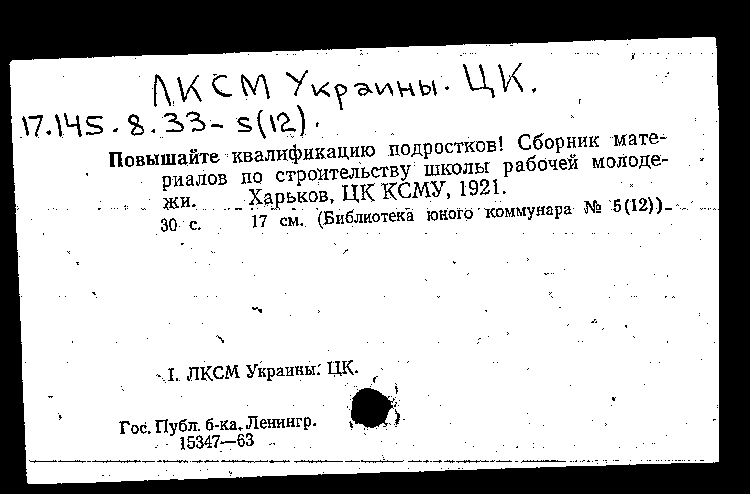 ЛКСМ Украины. ЦК.
17.145.8.33-5(12).
Повышайте квалификацию подростков! Сборник мате-
риалов по строительству школы рабочей молоде-
жи. Харьков, ЦК КСМУ, 1921.
30 с. 17 см. (Библиотека юного коммунара № 5(12))
I. ЛКСМ Украины. ЦК.
Гос. Публ. б-ка. Ленингр.
15347—63